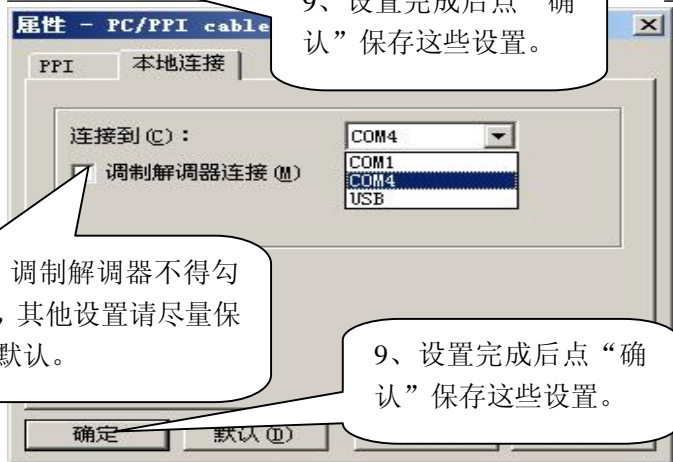 9、设置完成后点“确
认”保存这些设置。
属性 - PC/PPI cable
PPI
本地连接
连接到(C)：
COM4
调制解调器连接(M)
COM1
COM4
USB
调制解调器不得勾
，其他设置请尽量保
默认。
9、设置完成后点“确
认”保存这些设置。
确定
默认(D)